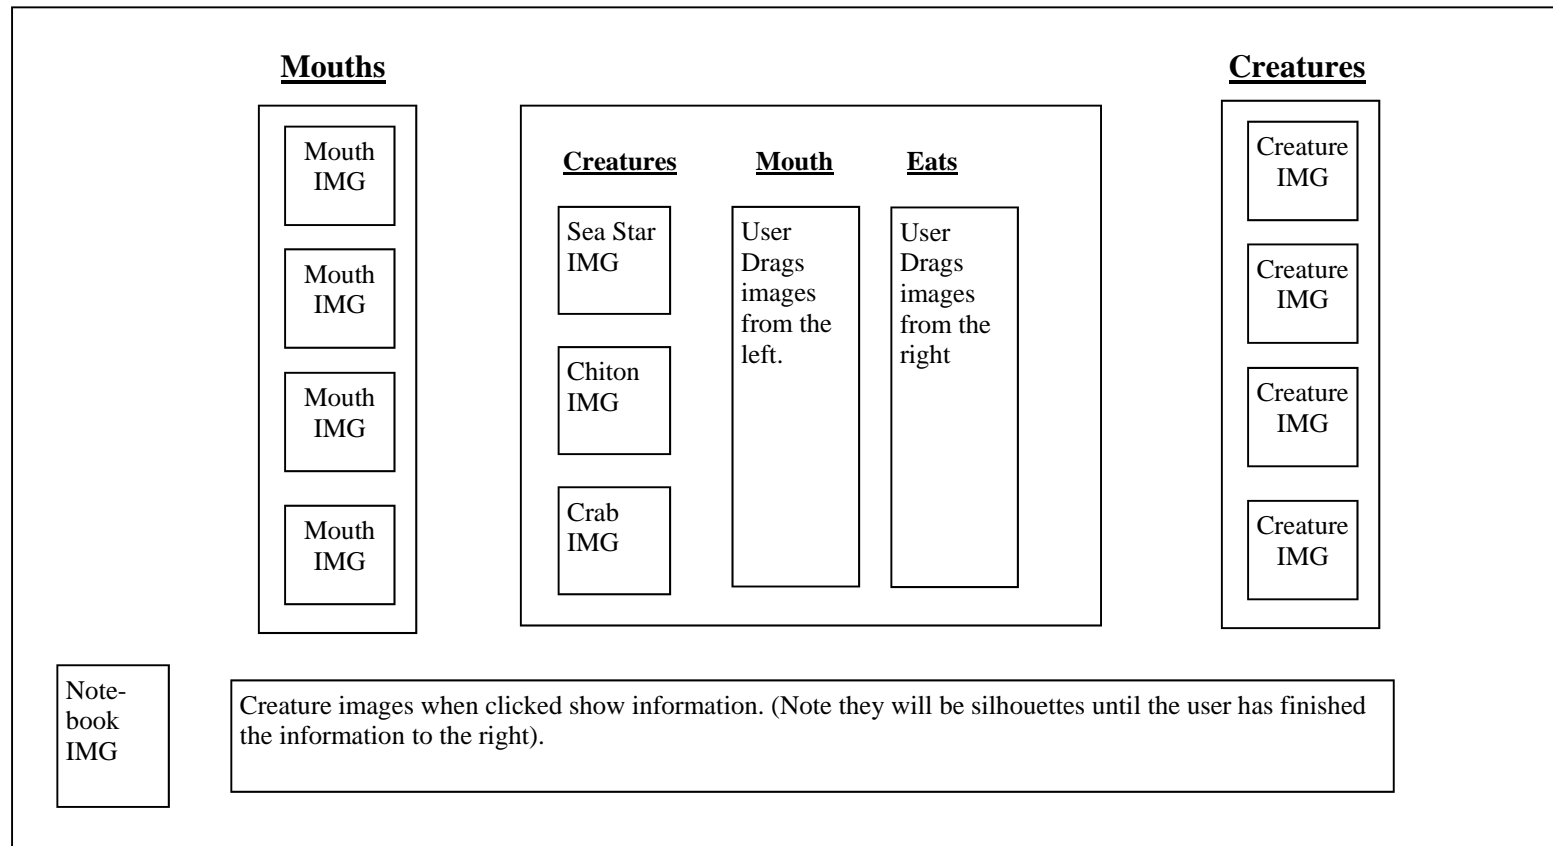 Mouths
Mouth
IMG
Mouth
IMG
Mouth
IMG
Mouth
IMG
Creatures
Mouth
Eats
Sea Star
IMG
Chiton
IMG
Crab
IMG
User
Drags
images
from the
left.
User
Drags
images
from the
right
Creatures
Creature
IMG
Creature
IMG
Creature
IMG
Creature
IMG
Note-
book
IMG
Creature images when clicked show information. (Note they will be silhouettes until the user has finished
the information to the right).